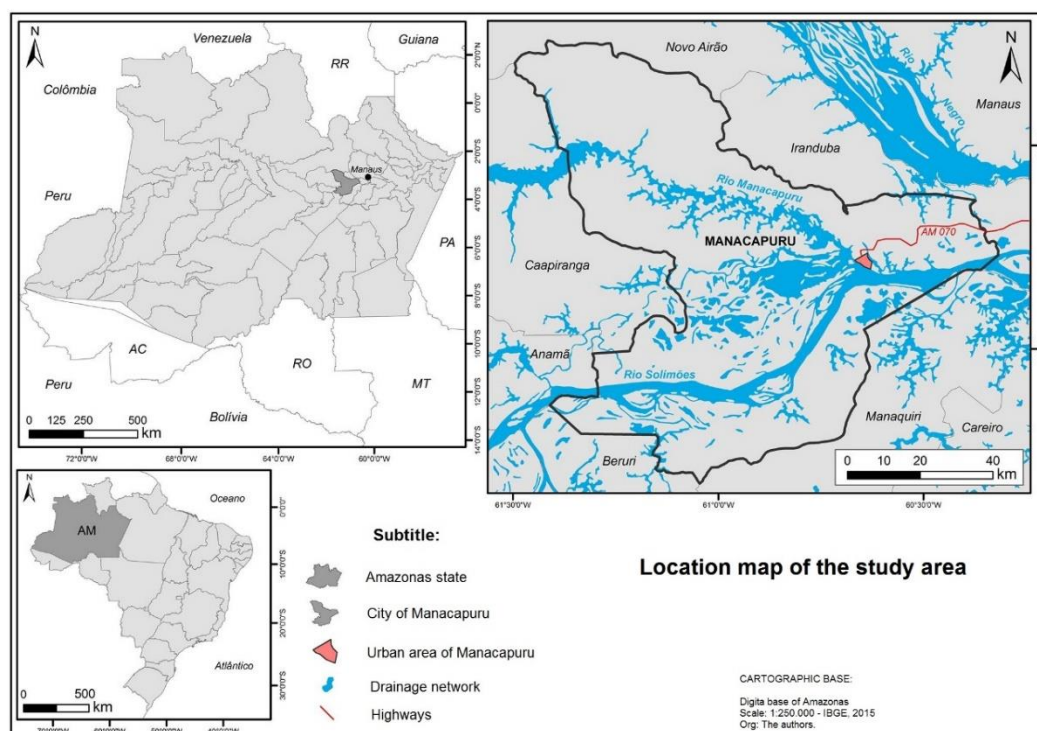 N
Venezuela
Guiana
RR
Colômbia
Manaus
Peru
PA
AC
RO
MT
Peru
Bolívia
0 125 250 500
km
2°0'N
0°0'
2°0'0"S
4°0'0"S
6°0'0"S
8°0'0"S
10°0'0"S
12°0'0"S
14°0'0"S
72°0'0"W
68°0'0"W
64°0'0"W
60°0'0"W
N
Novo Airão
Rio Negro
Manaus
Iranduba
Rio Manacapuru
MANACAPURU
AM 070
Caapiranga
Anamã
Rio Solimões
Manaquiri
Careiro
Beruri
0 20 40
km
61°30'W
61°0'W
60°30'W
N
Oceano
AM
Atlântico
0 500
km
0°0'0"
10°0'0"S
20°0'0"S
30°0'0"S
Subtitle:
Amazonas state
City of Manacapuru
Urban area of Manacapuru
Drainage network
Highways
Location map of the study area
CARTOGRAPHIC BASE:
Digita base of Amazonas
Scale: 1:250.000 - IBGE, 2015
Org: The authors.